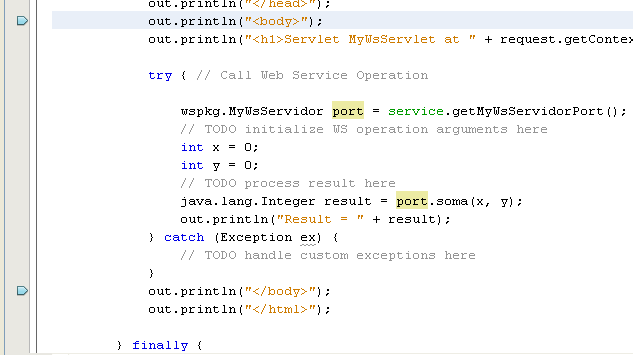 out.println("</head>");
out.println("<body>");
out.println("<h1>Servlet MyWsServlet at " + request.getContex
try { // Call Web Service Operation
wspkg.MyWsServidor port = service.getMyWsServidorPort();
// TODO initialize WS operation arguments here
int x = 0;
int y = 0;
// TODO process result here
java.lang.Integer result = port.soma(x, y);
out.println("Result = " + result);
} catch (Exception ex) {
// TODO handle custom exceptions here
}
out.println("</body>");
out.println("</html>");
} finally {